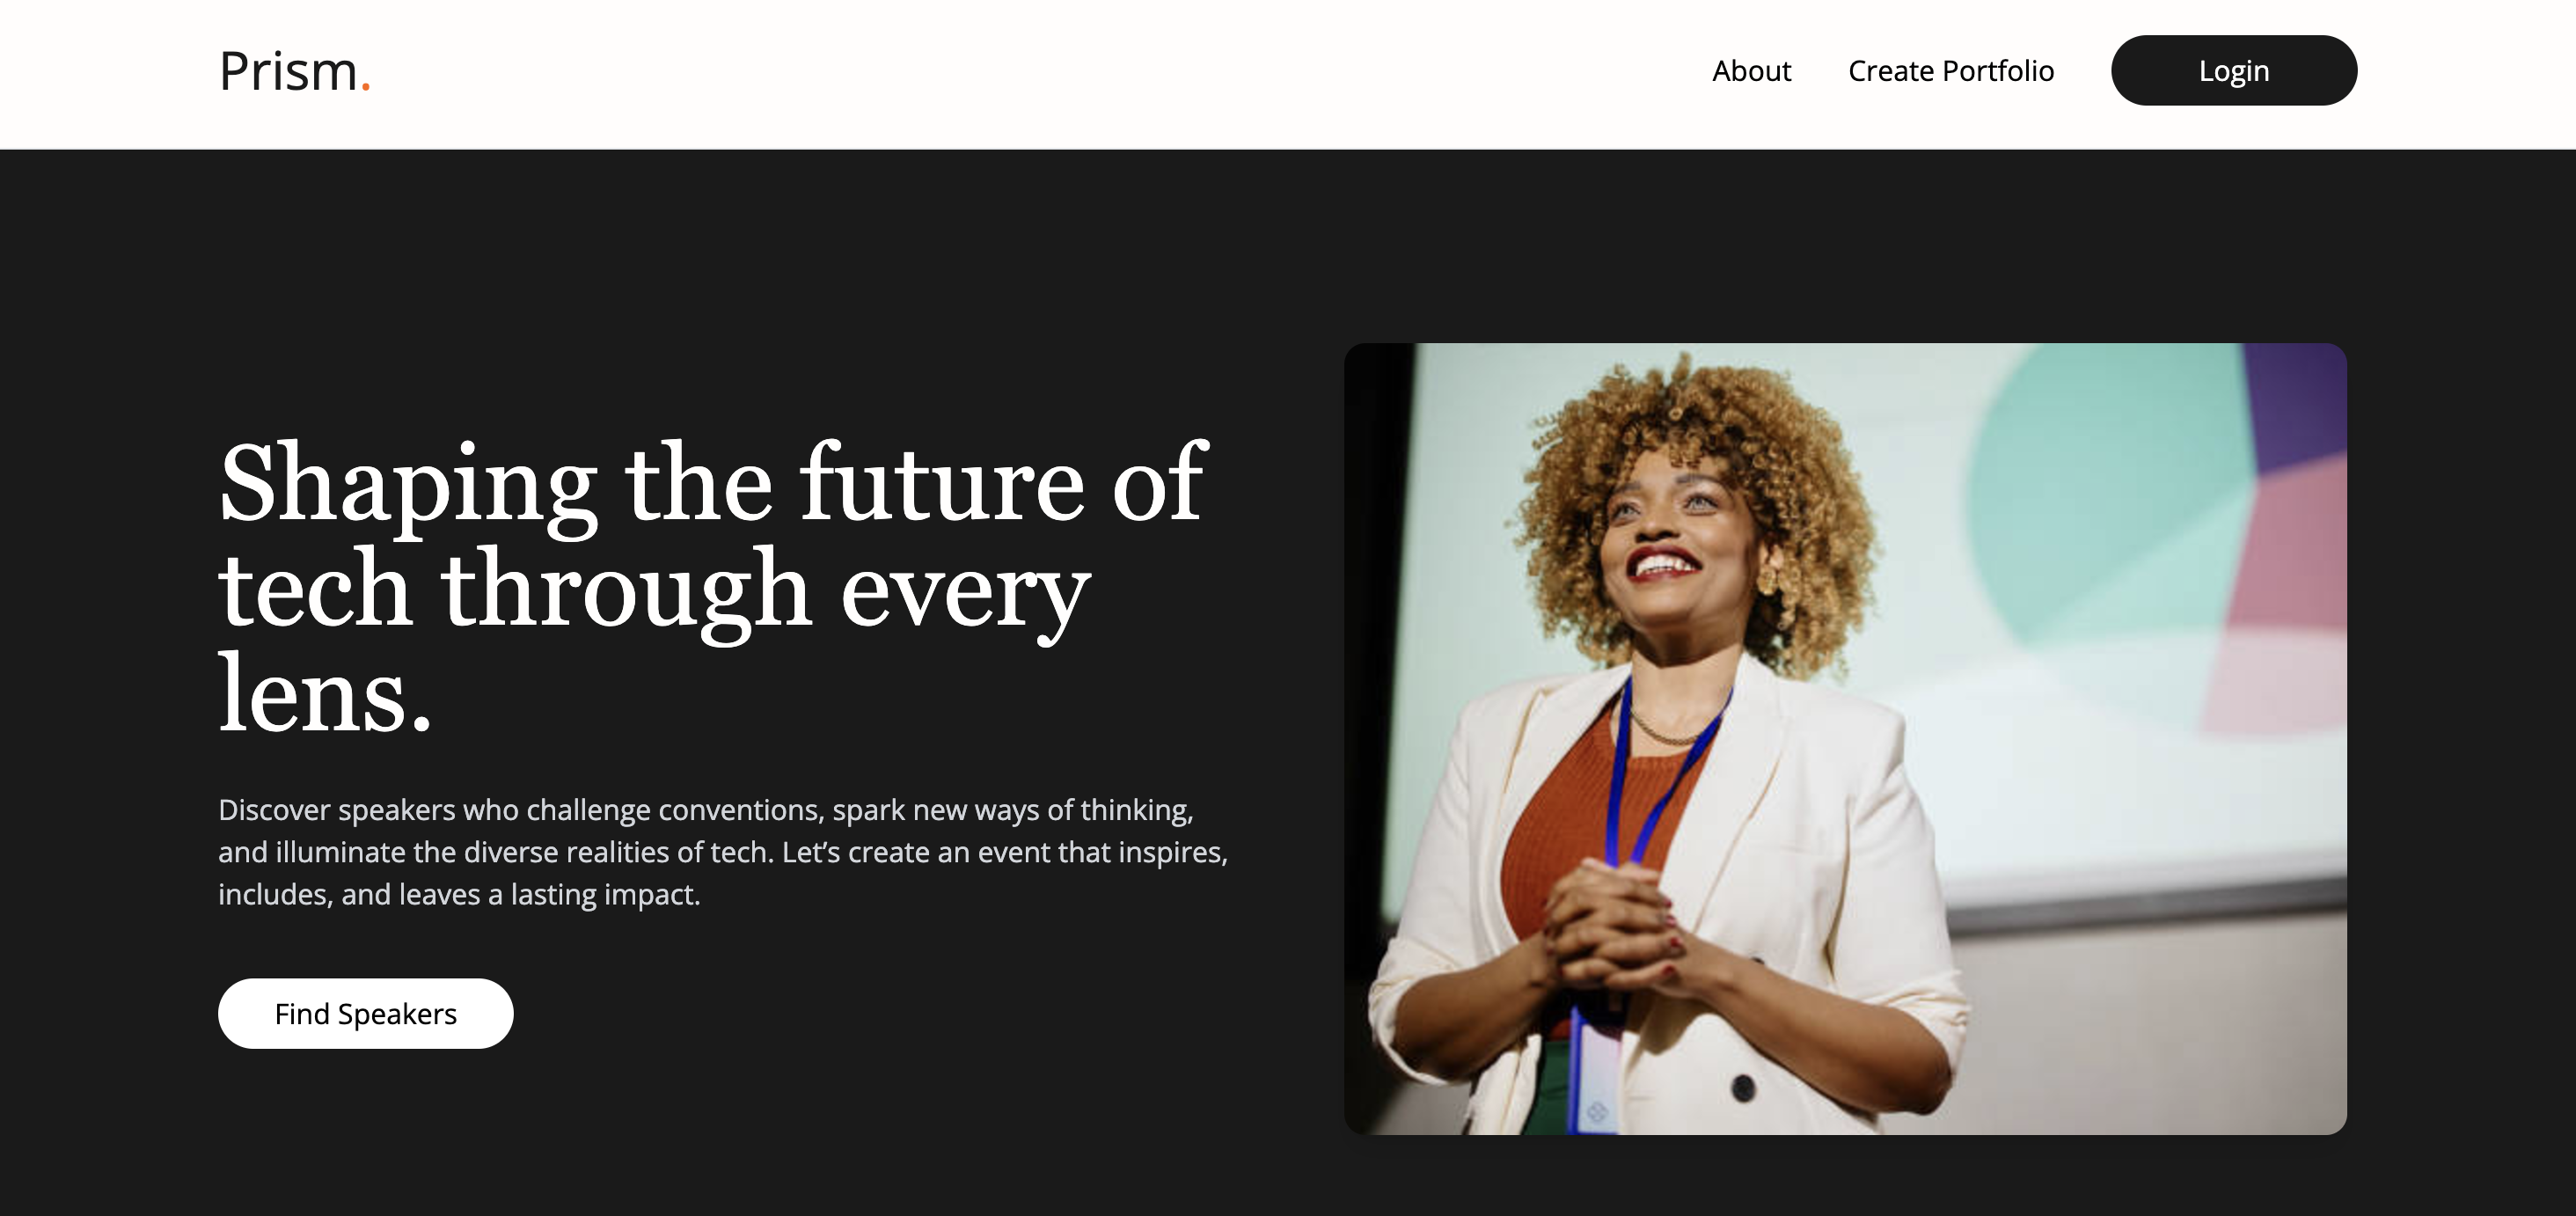 Prism.
About
Create Portfolio
Login
Shaping the future of
tech through every
lens.
Discover speakers who challenge conventions, spark new ways of thinking,
and illuminate the diverse realities of tech. Let’s create an event that inspires,
includes, and leaves a lasting impact.
Find Speakers